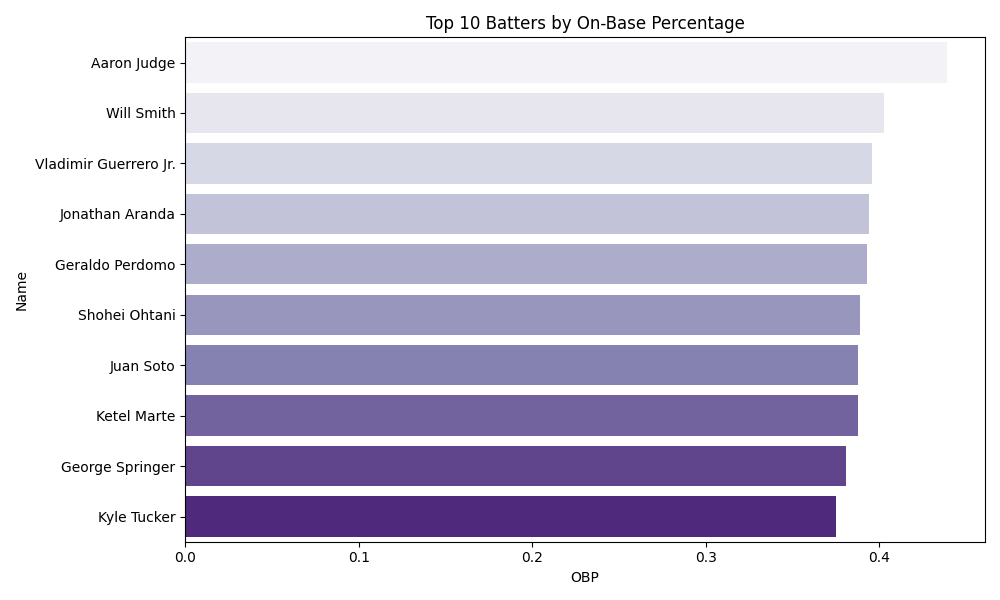 Top 10 Batters by On-Base Percentage
Name
Aaron Judge
Will Smith
Vladimir Guerrero Jr.
Jonathan Aranda
Geraldo Perdomo
Shohei Ohtani
Juan Soto
Ketel Marte
George Springer
Kyle Tucker
0.0 0.1 0.2 0.3 0.4
OBP